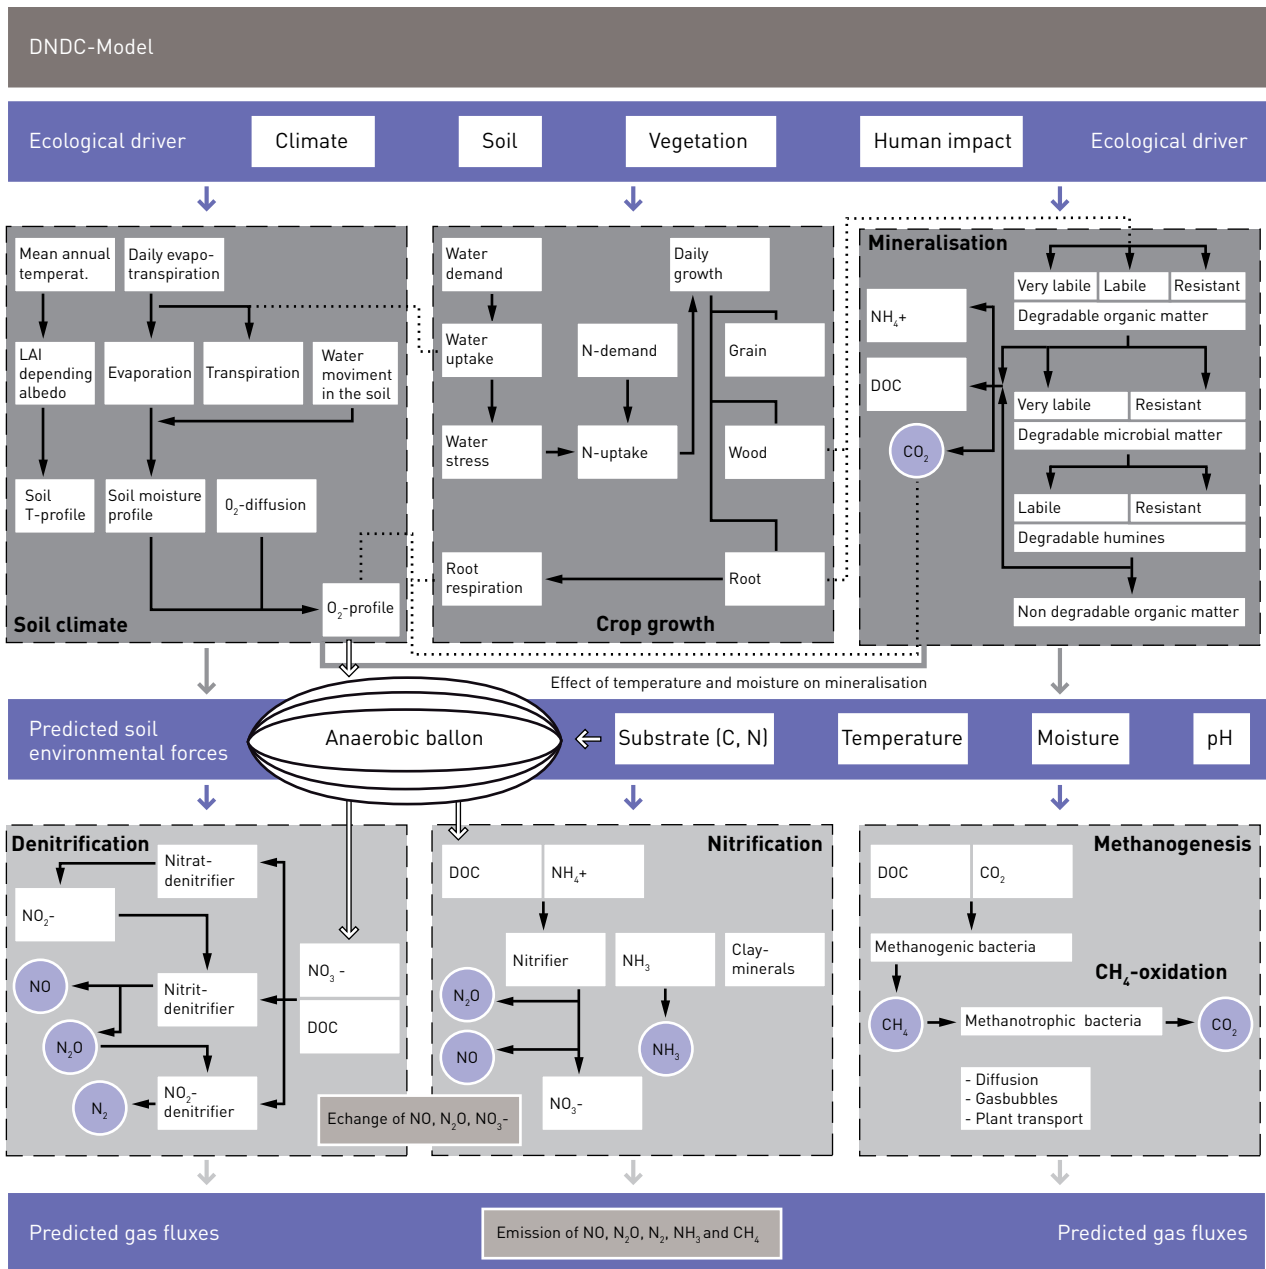 DNDC-Model
Ecological driver
Climate
Soil
Vegetation
Human impact
Ecological driver
Mean annual
temperat.
Daily evapo-
transpiration
LAI
depending
albedo
Evaporation
Transpiration
Water
moviment
in the soil
Soil
T-profile
Soil moisture
profile
0₂-diffusion
O₂-profile
Soil climate
Water
demand
Daily
growth
Water
uptake
N-demand
Grain
Water
stress
N-uptake
Wood
Root
respiration
Root
Crop growth
Mineralisation
Very labile
Labile
Resistant
Degradable organic matter
NH₄+
DOC
CO₂
Very labile
Resistant
Degradable microbial matter
Labile
Resistant
Degradable humines
Non degradable organic matter
Effect of temperature and moisture on mineralisation
Predicted soil
environmental forces
Anaerobic ballon
Substrate (C, N)
Temperature
Moisture
pH
Denitrification
Nitrat-
denitrifier
NO₂-
NO
Nitrit-
denitrifier
NO₃ -
DOC
N₂O
N₂
NO₂-
denitrifier
Echange of NO, N₂O, NO₃-
Nitrification
DOC
NH₄+
Nitrifier
NH₃
Clay-
minerals
N₂O
NO
NH₃
NO₃-
Methanogenesis
DOC
CO₂
Methanogenic bacteria
CH₄-oxidation
CH₄
Methanotrophic bacteria
CO₂
- Diffusion
- Gasbubbles
- Plant transport
Predicted gas fluxes
Emission of NO, N₂O, N₂, NH₃ and CH₄
Predicted gas fluxes